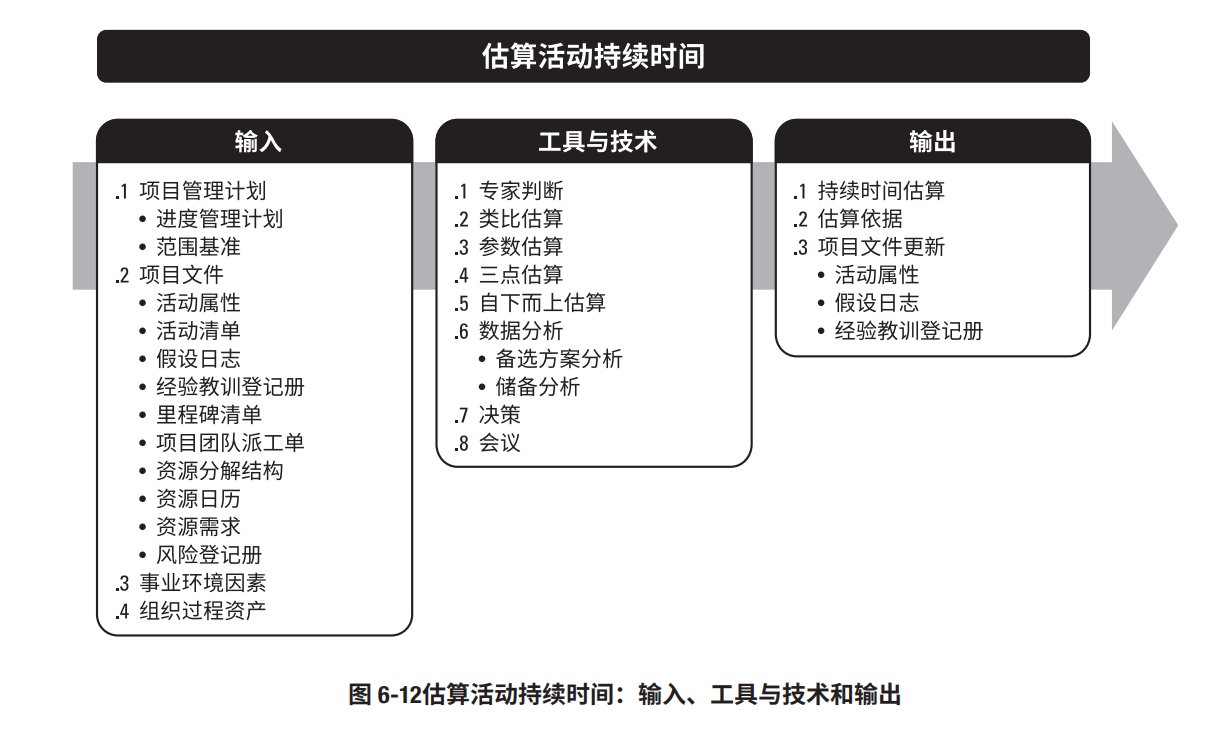 估算活动持续时间
输入
.1 项目管理计划
• 进度管理计划
• 范围基准
.2 项目文件
• 活动属性
• 活动清单
• 假设日志
• 经验教训登记册
• 里程碑清单
• 项目团队派工单
• 资源分解结构
• 资源日历
• 资源需求
• 风险登记册
.3 事业环境因素
.4 组织过程资产
工具与技术
.1 专家判断
.2 类比估算
.3 参数估算
.4 三点估算
.5 自下而上估算
.6 数据分析
• 备选方案分析
• 储备分析
.7 决策
.8 会议
输出
.1 持续时间估算
.2 估算依据
.3 项目文件更新
• 活动属性
• 假设日志
• 经验教训登记册
图 6-12估算活动持续时间：输入、工具与技术和输出